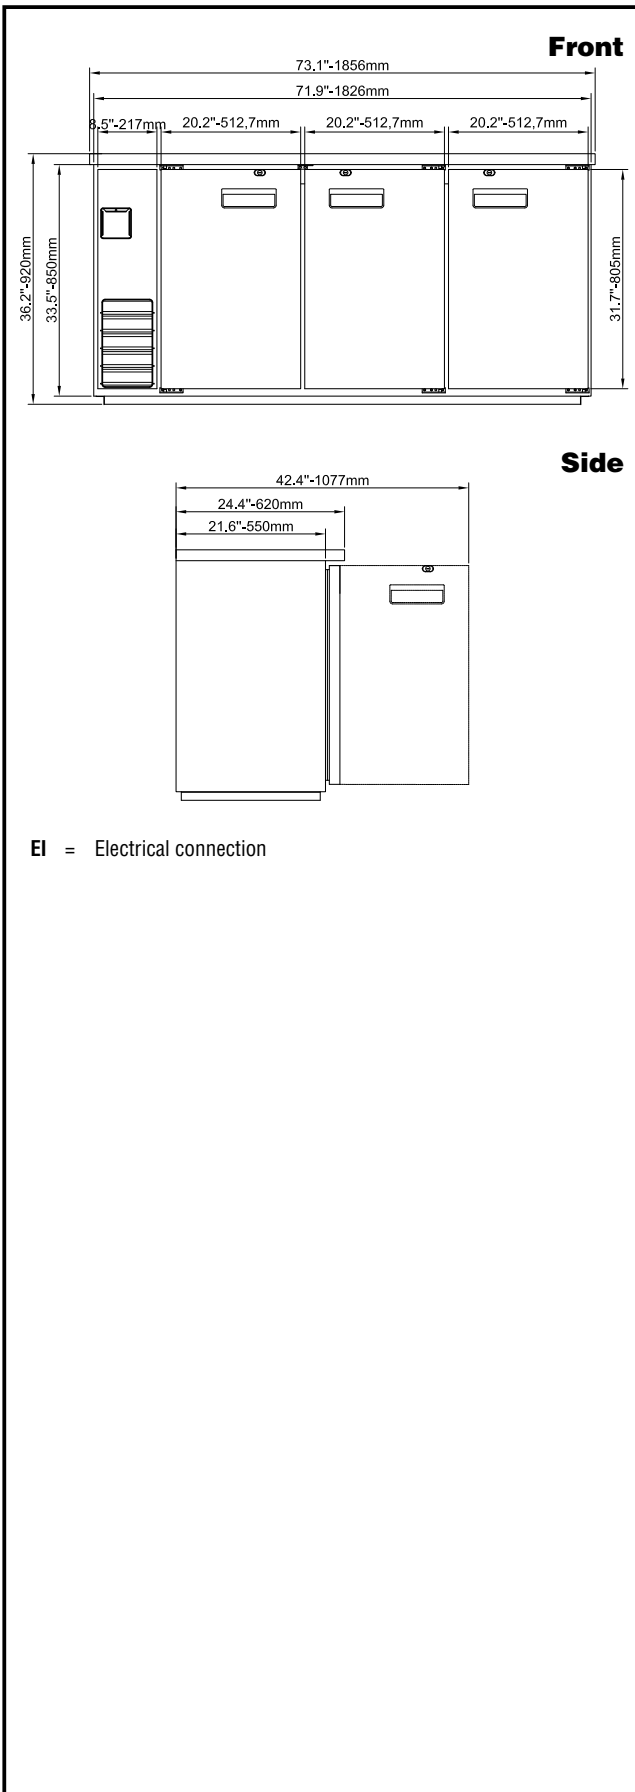 Front
73.1"-1856mm
71.9"-1826mm
8.5"-217mm 20.2"-512,7mm 20.2"-512,7mm 20.2"-512,7mm
36.2"-920mm
33.5"-850mm
31.7"-805mm
Side
42.4"-1077mm
24.4"-620mm
21.6"-550mm
EI = Electrical connection